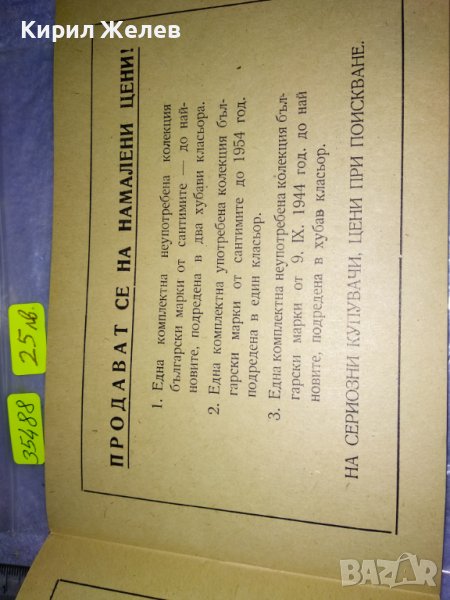 Кирил Желев
ПРОДАВАТ СЕ НА НАМАЛЕНИ ЦЕНИ!
1. Една комплектна неупотребена колекция
български марки от сантимите — до най-
новите, подредена в два хубави класьора.
2. Една комплектна употребена колекция бъл-
гарски марки от сантимите до 1954 год.
подредена в един класьор.
3. Една комплектна неупотребена колекция бъл-
гарски марки от 9. IX. 1944 год. до най
новите, подредена в хубав класьор.
НА СЕРИОЗНИ КУПУВАЧИ, ЦЕНИ ПРИ ПОИСКВАНЕ.
35488
25 лв.
BAZAR